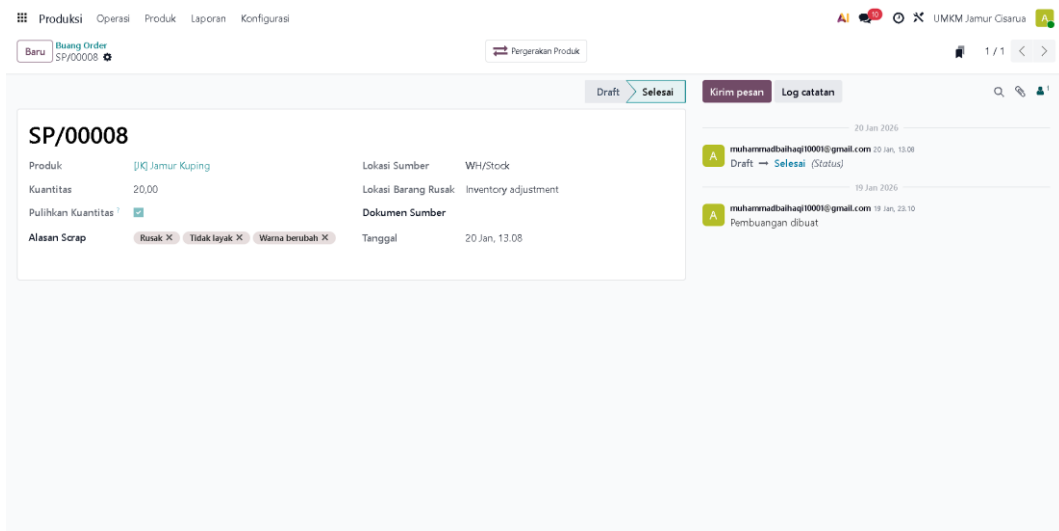 Produksi Operasi Produk Laporan Konfigurasi AI 10 UMKM Jamur Cisarua A
Baru Buang Order
SP/00008
Pergerakan Produk
1 / 1
Draft Selesai
Kirim pesan Log catatan 1
SP/00008
Produk [JK] Jamur Kuping
Kuantitas 20,00
Pulihkan Kuantitas ?
Alasan Scrap Rusak × Tidak layak × Warna berubah ×
Lokasi Sumber WH/Stock
Lokasi Barang Rusak Inventory adjustment
Dokumen Sumber
Tanggal 20 Jan, 13.08
20 Jan 2026
A muhammadbaihaqi10001@gmail.com 20 Jan, 13.08
Draft → Selesai (Status)
19 Jan 2026
A muhammadbaihaqi10001@gmail.com 19 Jan, 23.10
Pembuangan dibuat